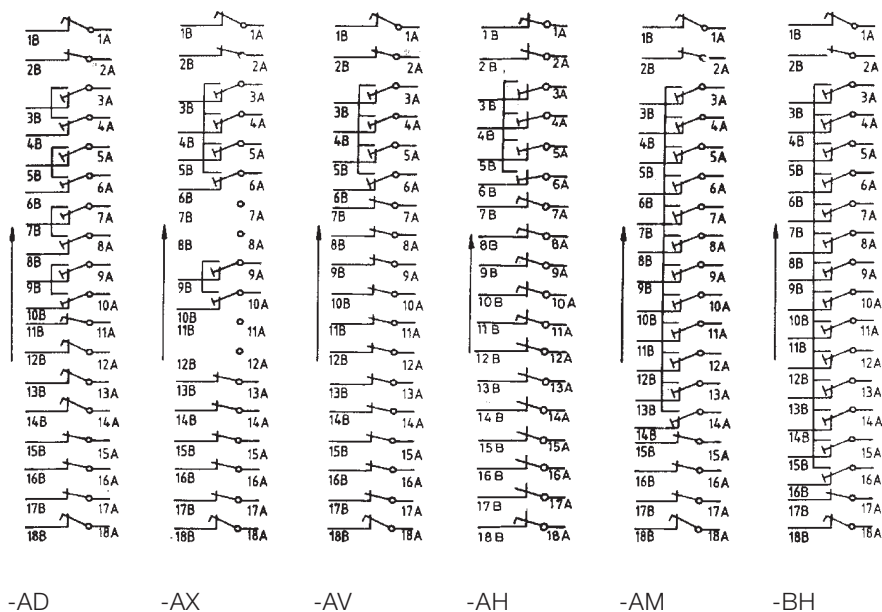 1B 1A
2B 2A
3B 3A
4B 4A
5B 5A
6B 6A
7B 7A
8B 8A
9B 9A
10B 10A
11B 11A
12B 12A
13B 13A
14B 14A
15B 15A
16B 16A
17B 17A
18B 18A
-AD
1B 1A
2B 2A
3B 3A
4B 4A
5B 5A
6B 6A
7B 7A
8B 8A
9B 9A
10B 10A
11B 11A
12B 12A
13B 13A
14B 14A
15B 15A
16B 16A
17B 17A
18B 18A
-AX
1B 1A
2B 2A
3B 3A
4B 4A
5B 5A
6B 6A
7B 7A
8B 8A
9B 9A
10B 10A
11B 11A
12B 12A
13B 13A
14B 14A
15B 15A
16B 16A
17B 17A
18B 18A
-AV
1B 1A
2B 2A
3B 3A
4B 4A
5B 5A
6B 6A
7B 7A
8B 8A
9B 9A
10B 10A
11B 11A
12B 12A
13B 13A
14B 14A
15B 15A
16B 16A
17B 17A
18B 18A
-AH
1B 1A
2B 2A
3B 3A
4B 4A
5B 5A
6B 6A
7B 7A
8B 8A
9B 9A
10B 10A
11B 11A
12B 12A
13B 13A
14B 14A
15B 15A
16B 16A
17B 17A
18B 18A
-AM
1B 1A
2B 2A
3B 3A
4B 4A
5B 5A
6B 6A
7B 7A
8B 8A
9B 9A
10B 10A
11B 11A
12B 12A
13B 13A
14B 14A
15B 15A
16B 16A
17B 17A
18B 18A
-BH